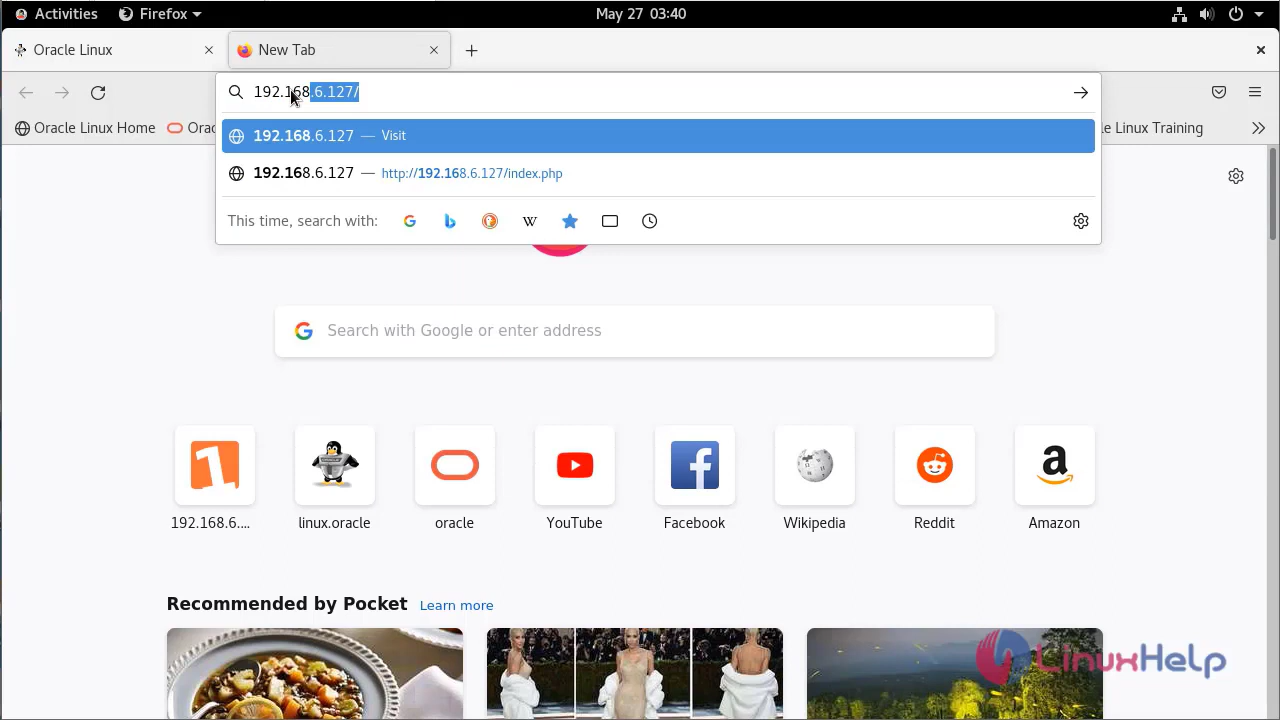 Activities Firefox May 27 03:40
Oracle Linux New Tab
192.168.6.127/
Oracle Linux Home Orac le Linux Training
192.168.6.127 — Visit
192.168.6.127 — http://192.168.6.127/index.php
This time, search with:
Search with Google or enter address
192.168.6.... linux.oracle oracle YouTube Facebook Wikipedia Reddit Amazon
Recommended by Pocket Learn more
LinuxHelp